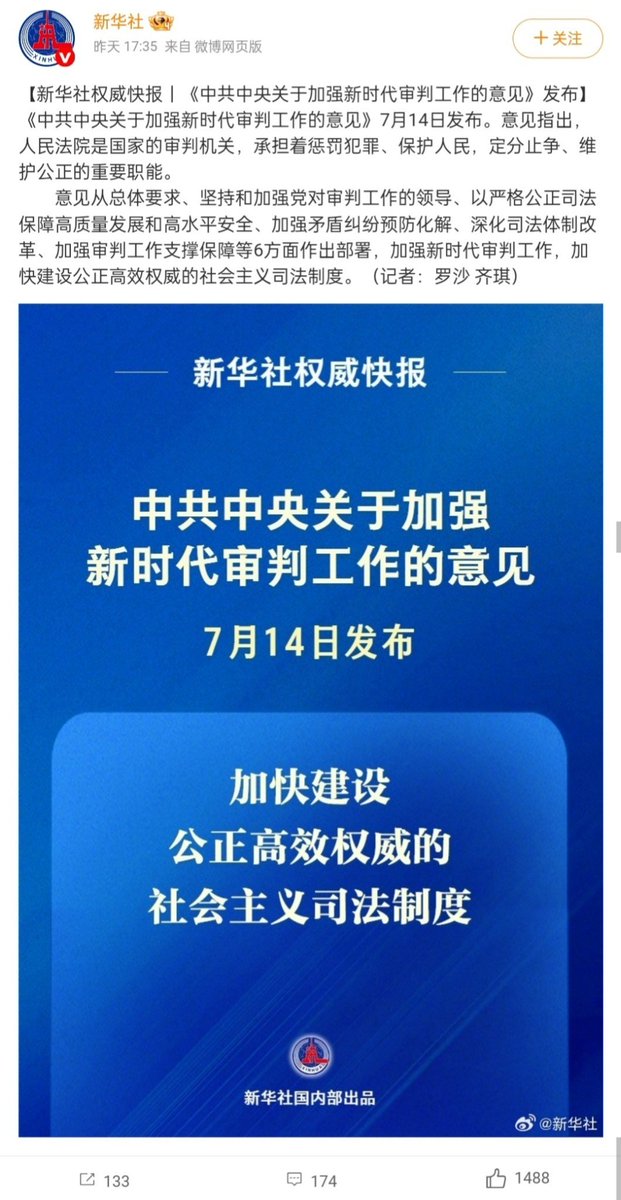 新华社
昨天 17:35 来自 微博网页版
+关注
【新华社权威快报丨《中共中央关于加强新时代审判工作的意见》发布】
《中共中央关于加强新时代审判工作的意见》7月14日发布。意见指出，
人民法院是国家的审判机关，承担着惩罚犯罪、保护人民，定分止争、维
护公正的重要职能。
意见从总体要求、坚持和加强党对审判工作的领导、以严格公正司法
保障高质量发展和高水平安全、加强矛盾纠纷预防化解、深化司法体制改
革、加强审判工作支撑保障等6方面作出部署，加强新时代审判工作，加
快建设公正高效权威的社会主义司法制度。（记者：罗沙 齐琪）
新华社权威快报
中共中央关于加强
新时代审判工作的意见
7月14日发布
加快建设
公正高效权威的
社会主义司法制度
新华社国内部出品
@新华社
133
174
1488